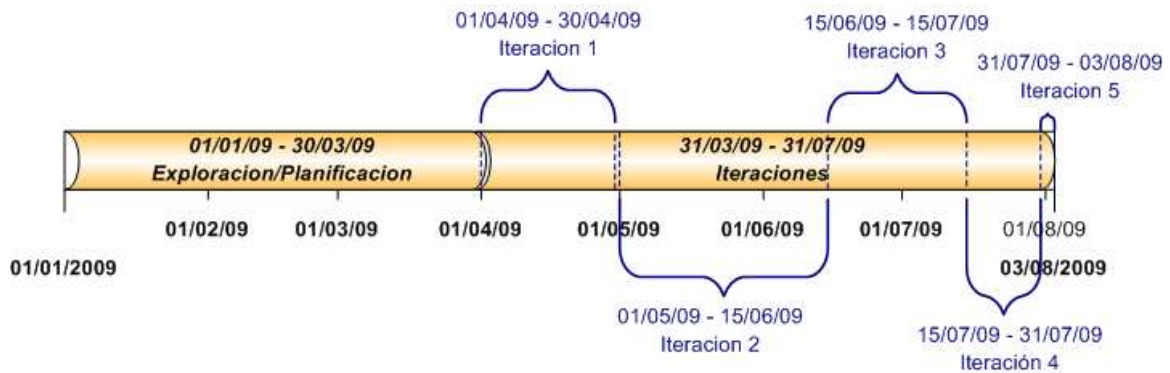 01/04/09 - 30/04/09
Iteracion 1
15/06/09 - 15/07/09
Iteracion 3
31/07/09 - 03/08/09
Iteracion 5
01/01/09 - 30/03/09
Exploracion/Planificacion
31/03/09 - 31/07/09
Iteraciones
01/02/09
01/03/09
01/04/09
01/05/09
01/06/09
01/07/09
01/08/09
01/01/2009
03/08/2009
01/05/09 - 15/06/09
Iteracion 2
15/07/09 - 31/07/09
Iteración 4